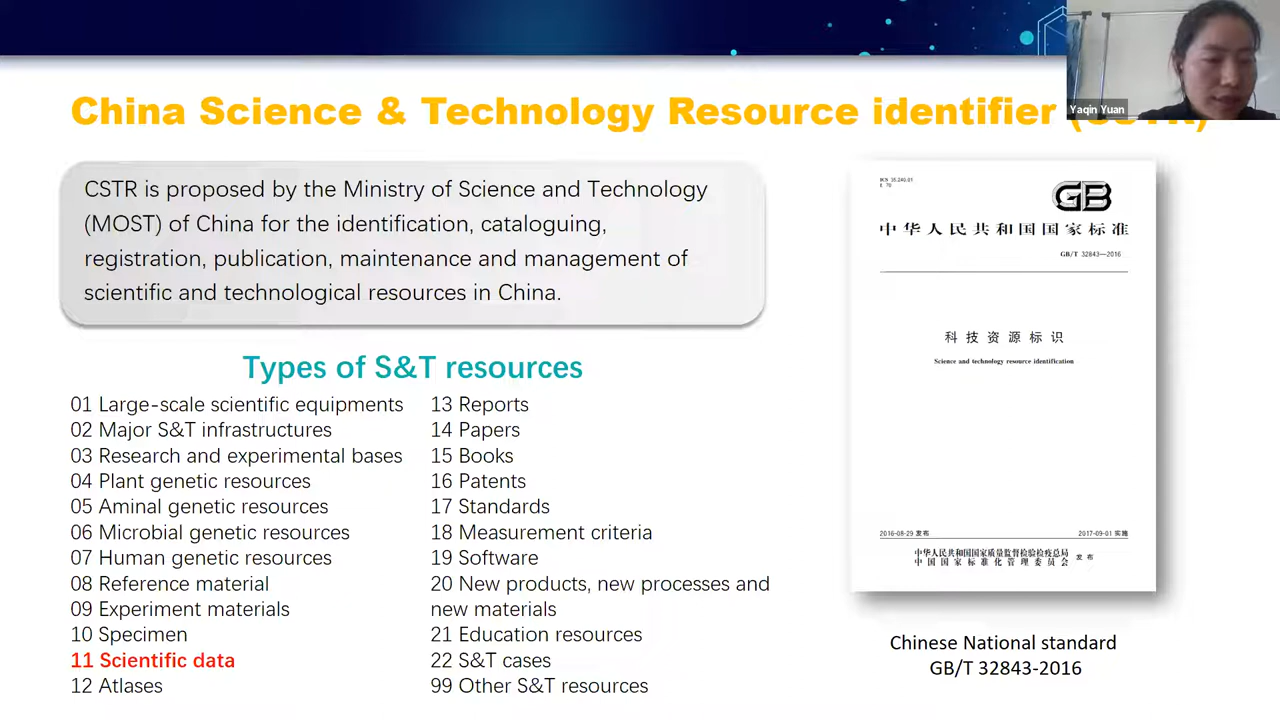 China Science & Technology Resource identifier
Yaqin Yuan
CSTR is proposed by the Ministry of Science and Technology
(MOST) of China for the identification, cataloguing,
registration, publication, maintenance and management of
scientific and technological resources in China.
Types of S&T resources
01 Large-scale scientific equipments
02 Major S&T infrastructures
03 Research and experimental bases
04 Plant genetic resources
05 Aminal genetic resources
06 Microbial genetic resources
07 Human genetic resources
08 Reference material
09 Experiment materials
10 Specimen
11 Scientific data
12 Atlases
13 Reports
14 Papers
15 Books
16 Patents
17 Standards
18 Measurement criteria
19 Software
20 New products, new processes and
new materials
21 Education resources
22 S&T cases
99 Other S&T resources
ICS 35.240.01
L 70
GB
中华人民共和国国家标准
GB/T 32843—2016
科技资源标识
Science and technology resource identification
2016-08-29 发布
2017-09-01 实施
中华人民共和国国家质量监督检验检疫总局
中国国家标准化管理委员会
发布
Chinese National standard
GB/T 32843-2016